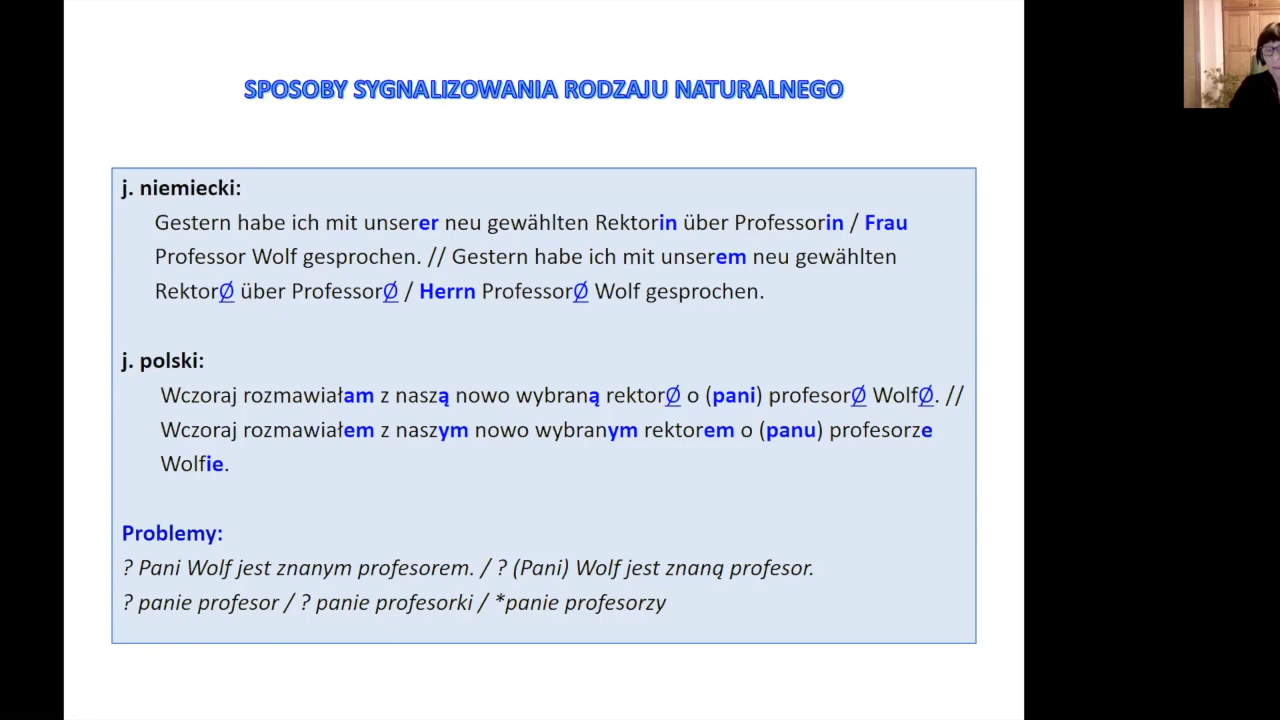 SPOSOBY SYGNALIZOWANIA RODZAJU NATURALNEGO
j. niemiecki:
Gestern habe ich mit unserer neu gewählten Rektorin über Professorin / Frau
Professor Wolf gesprochen. // Gestern habe ich mit unserem neu gewählten
RektorØ über ProfessorØ / Herrn ProfessorØ Wolf gesprochen.
j. polski:
Wczoraj rozmawiałam z naszą nowo wybraną rektorØ o (pani) profesorØ WolfØ. //
Wczoraj rozmawiałem z naszym nowo wybranym rektorem o (panu) profesorze
Wolfie.
Problemy:
? Pani Wolf jest znanym profesorem. / ? (Pani) Wolf jest znaną profesor.
? panie profesor / ? panie profesorki / *panie profesorzy